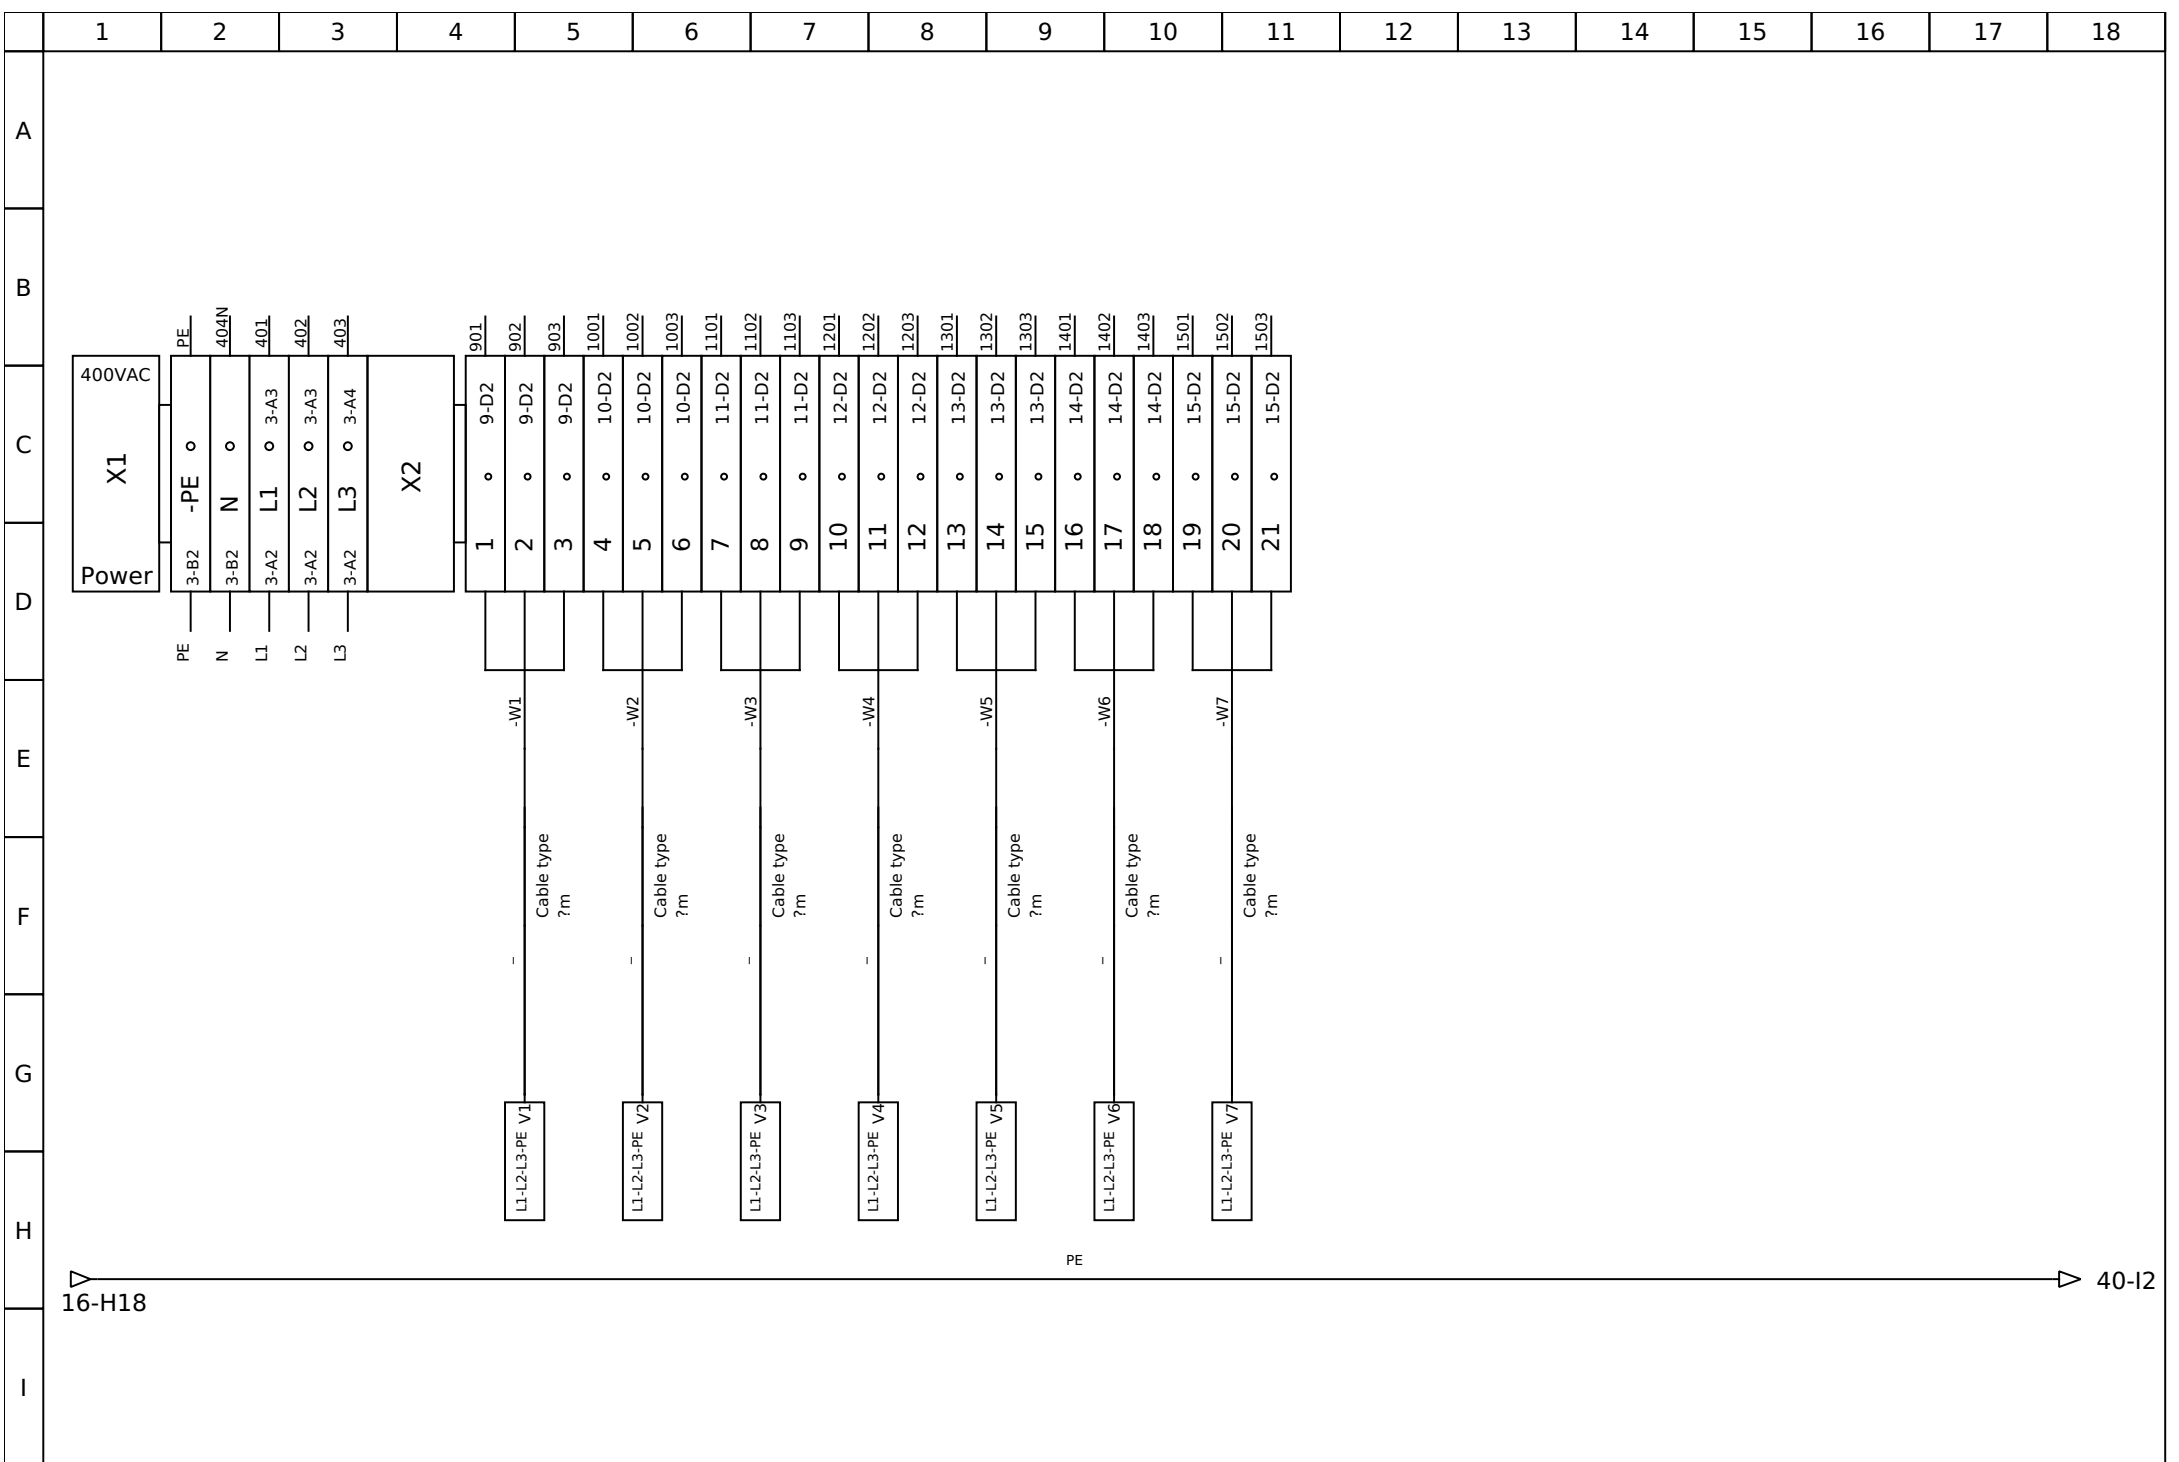 1 2 3 4 5 6 7 8 9 10 11 12 13 14 15 16 17 18
A
B
C
D
E
F
G
H
I
PE 404N 401 402 403
901 902 903 1001 1002 1003 1101 1102 1103 1201 1202 1203 1301 1302 1303 1401 1402 1403 1501 1502 1503
400VAC
X1
Power
3-A3 3-A3 3-A4
-PE N L1 L2 L3
3-B2 3-B2 3-A2 3-A2 3-A2
PE N L1 L2 L3
X2
9-D2 9-D2 9-D2 10-D2 10-D2 10-D2 11-D2 11-D2 11-D2 12-D2 12-D2 12-D2 13-D2 13-D2 13-D2 14-D2 14-D2 14-D2 15-D2 15-D2 15-D2
1 2 3 4 5 6 7 8 9 10 11 12 13 14 15 16 17 18 19 20 21
-W1 -W2 -W3 -W4 -W5 -W6 -W7
Cable type
?m
Cable type
?m
Cable type
?m
Cable type
?m
Cable type
?m
Cable type
?m
Cable type
?m
– – – – – – –
L1-L2-L3-PE V1
L1-L2-L3-PE V2
L1-L2-L3-PE V3
L1-L2-L3-PE V4
L1-L2-L3-PE V5
L1-L2-L3-PE V6
L1-L2-L3-PE V7
PE
16-H18
40-I2